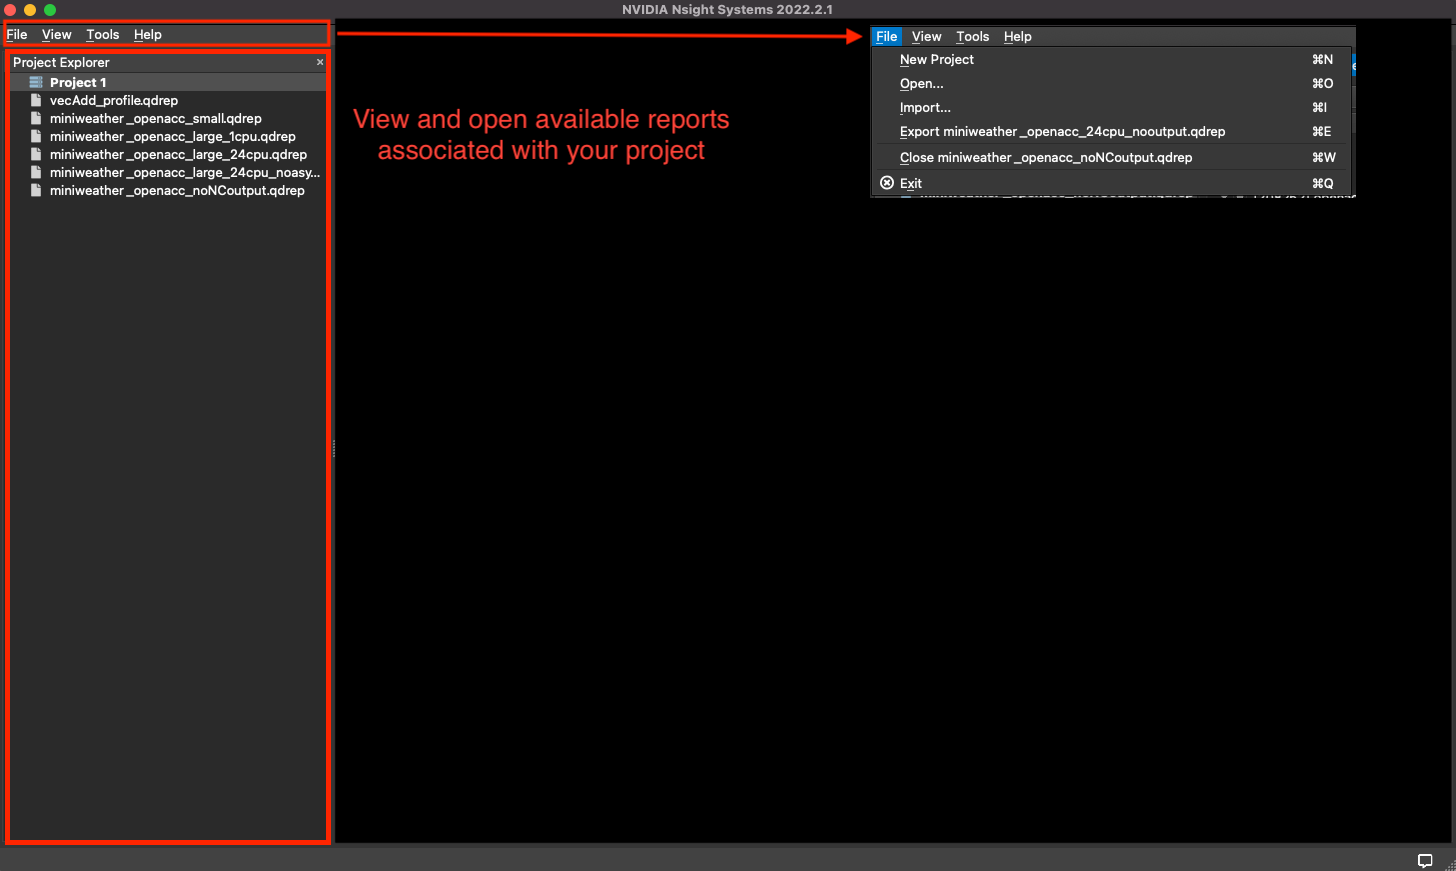 NVIDIA Nsight Systems 2022.2.1
File View Tools Help
Project Explorer
Project 1
vecAdd_profile.qdrep
miniweather_openacc_small.qdrep
miniweather_openacc_large_1cpu.qdrep
miniweather_openacc_large_24cpu.qdrep
miniweather_openacc_large_24cpu_noasy...
miniweather_openacc_noNCoutput.qdrep
View and open available reports
associated with your project
File View Tools Help
New Project ⌘N
Open... ⌘O
Import... ⌘I
Export miniweather_openacc_24cpu_nooutput.qdrep ⌘E
Close miniweather_openacc_noNCoutput.qdrep ⌘W
Exit ⌘Q